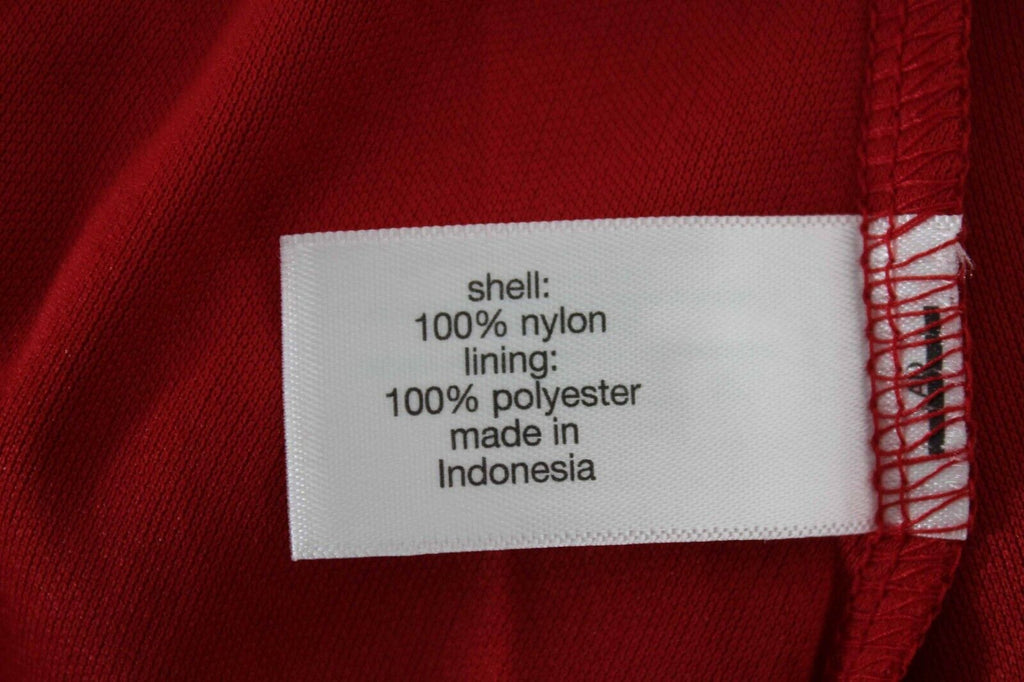 shell:
100% nylon
lining:
100% polyester
made in
Indonesia